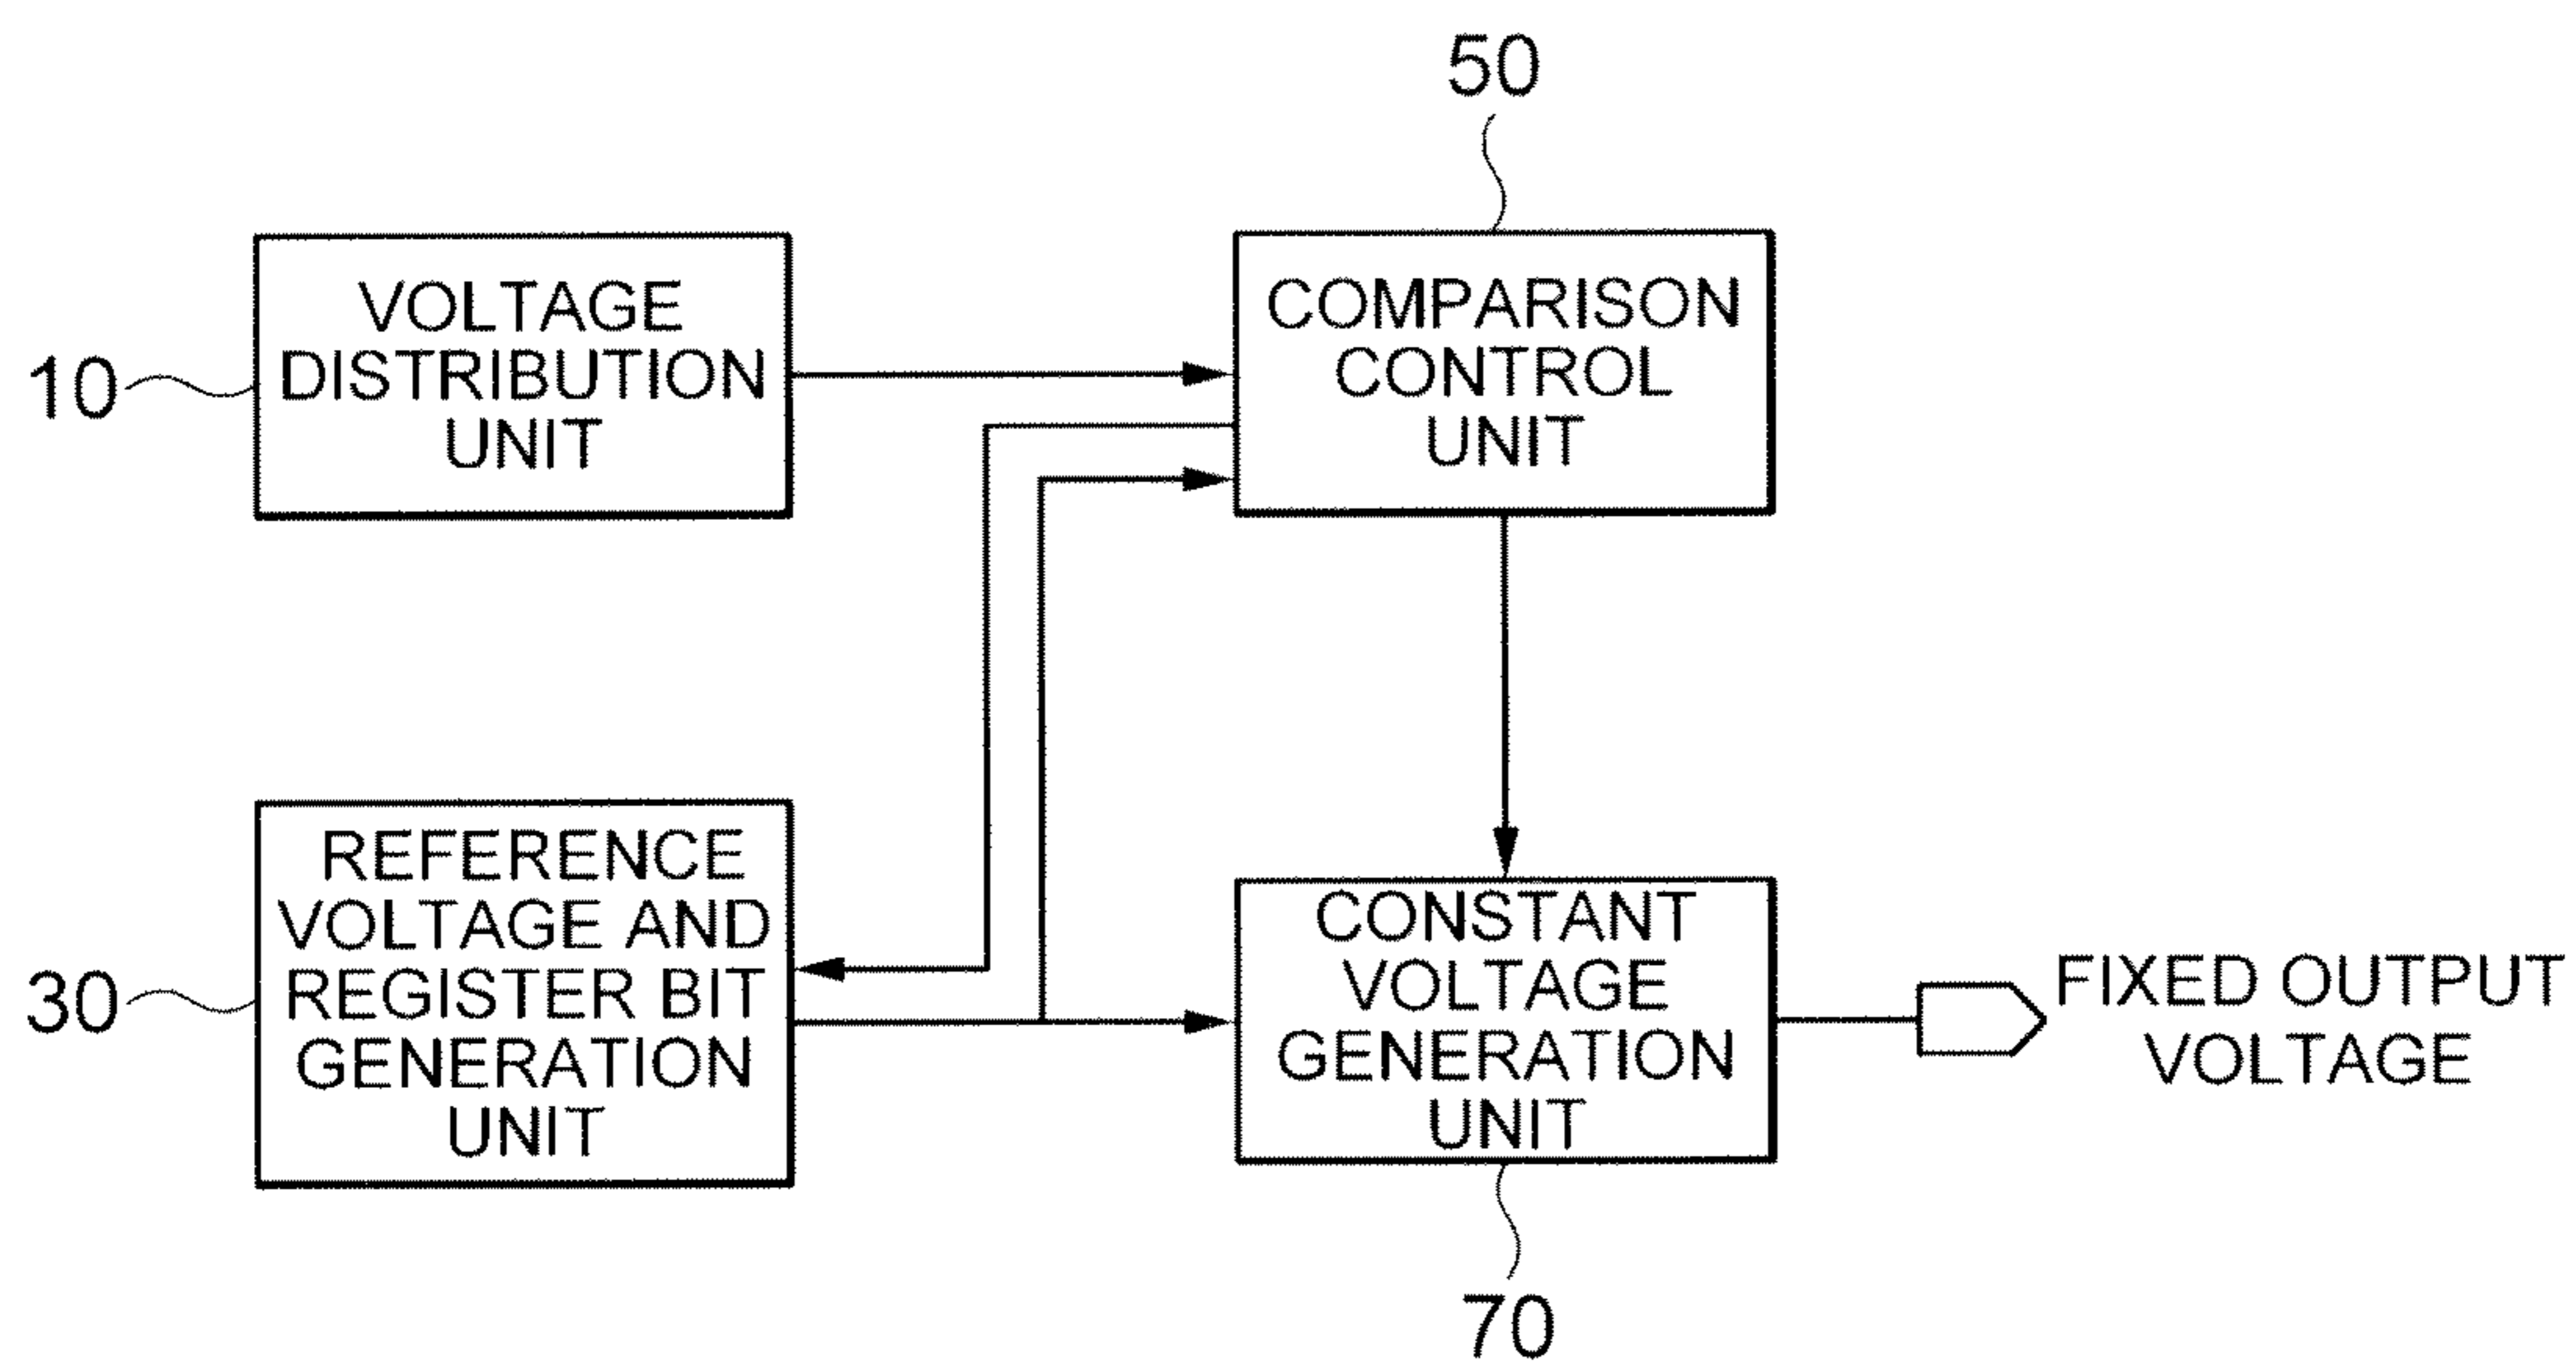 50
VOLTAGE
DISTRIBUTION
UNIT
10
COMPARISON
CONTROL
UNIT
REFERENCE
VOLTAGE AND
REGISTER BIT
GENERATION
UNIT
30
CONSTANT
VOLTAGE
GENERATION
UNIT
70
FIXED OUTPUT
VOLTAGE